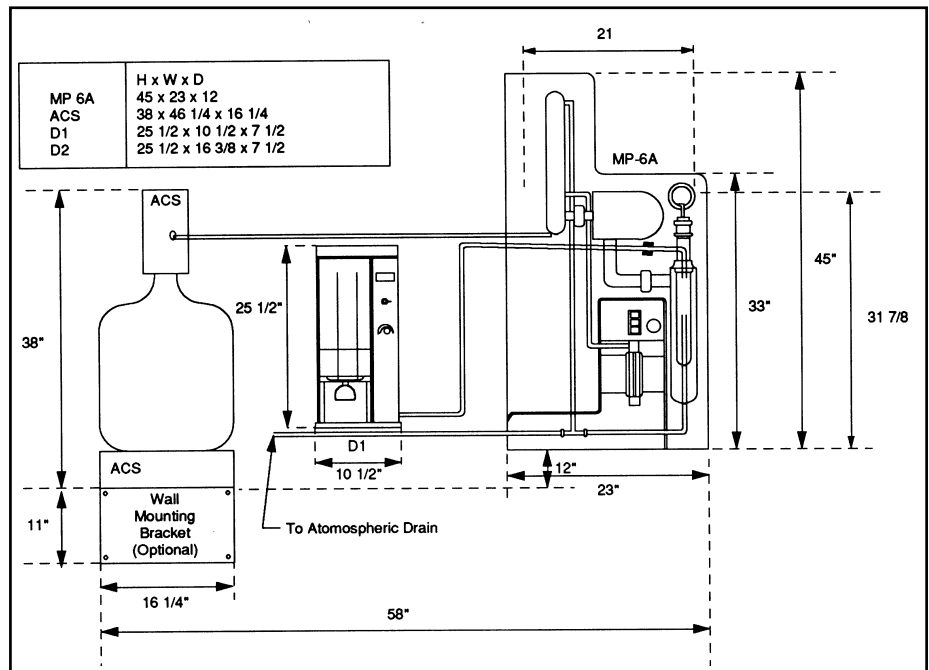 21
H x W x D
MP 6A 45 x 23 x 12
ACS 38 x 46 1/4 x 16 1/4
D1 25 1/2 x 10 1/2 x 7 1/2
D2 25 1/2 x 16 3/8 x 7 1/2
MP-6A
ACS
45"
25 1/2"
33"
31 7/8
38"
D1
10 1/2"
ACS
12"
23"
11"
Wall
Mounting
Bracket
(Optional)
To Atomospheric Drain
16 1/4"
58"